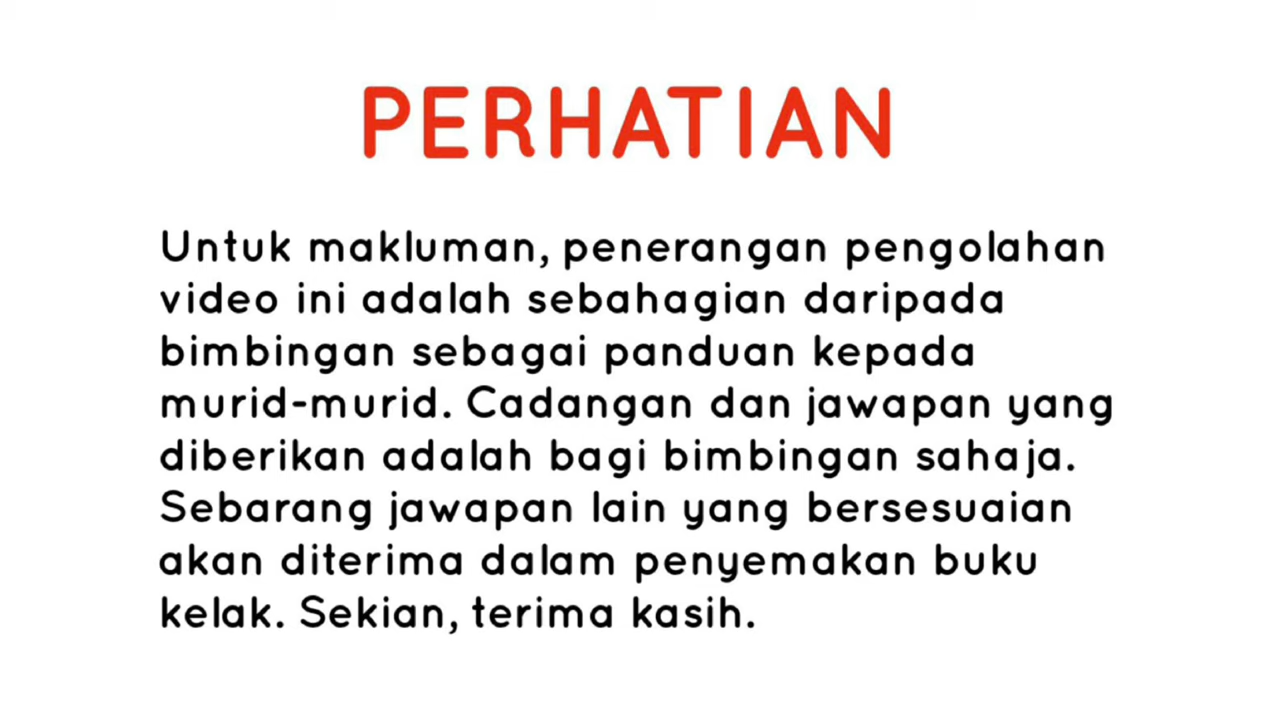 PERHATIAN
Untuk makluman, penerangan pengolahan
video ini adalah sebahagian daripada
bimbingan sebagai panduan kepada
murid-murid. Cadangan dan jawapan yang
diberikan adalah bagi bimbingan sahaja.
Sebarang jawapan lain yang bersesuaian
akan diterima dalam penyemakan buku
kelak. Sekian, terima kasih.